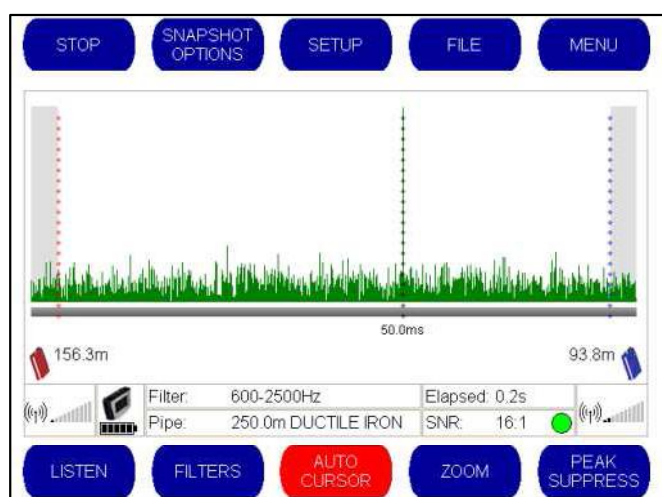 STOP
SNAPSHOT
OPTIONS
SETUP
FILE
MENU
50.0ms
156.3m
93.8m
Filter: 600-2500Hz
Elapsed: 0.2s
Pipe: 250.0m DUCTILE IRON
SNR: 16:1
LISTEN
FILTERS
AUTO
CURSOR
ZOOM
PEAK
SUPPRESS